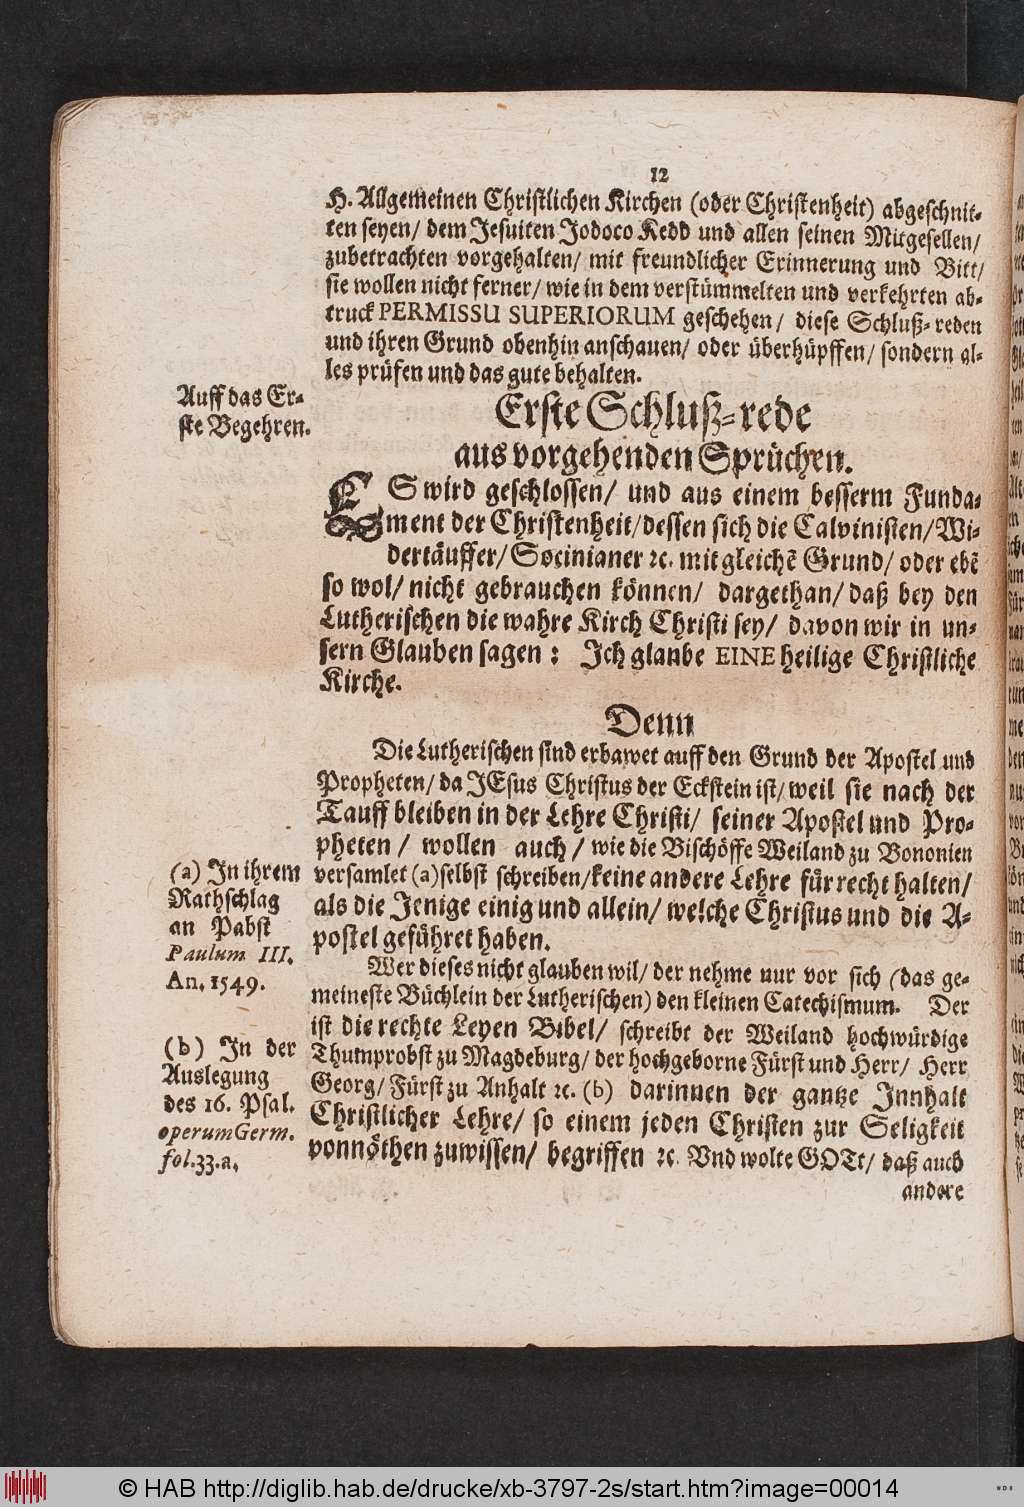 12
H. Allgemeinen Christlichen Kirchen (oder Christenheit) abgeschnit-
ten seyen/ dem Jesuiten Jodoco Kedd und allen seinen Mitgesellen/
zubetrachten vorgehalten/ mit freundlicher Erinnerung und Bitt/
sie wollen nicht ferner/ wie in dem verstümmelten und verkehrten ab-
truck PERMISSU SUPERIORUM geschehen/ diese Schluß-reden
und ihren Grund obenhin anschauen/ oder überhüpffen/ sondern al-
les prüfen und das gute behalten.
Auff das Er-
ste Begehren.
Erste Schluß-rede
aus vorgehenden Sprüchen.
ES wird geschlossen/ und aus einem besserm Funda-
ment der Christenheit/dessen sich die Calvinisten/Wi-
dertäuffer/ Socinianer ꝛc. mit gleichē Grund/ oder ebē
so wol/ nicht gebrauchen können/ dargethan/ daß bey den
Lutherischen die wahre Kirch Christi sey/ davon wir in un-
sern Glauben sagen: Ich glanbe EINE heilige Christliche
Kirche.
Denn
Die Lutherischen sind erbawet auff den Grund der Apostel und
Propheten/ da JEsus Christus der Eckstein ist/ weil sie nach der
Tauff bleiben in der Lehre Christi/ seiner Apostel und Pro-
pheten/ wollen auch/ wie die Bischöffe Weiland zu Bononien
versamlet (a) selbst schreiben/keine andere Lehre für recht halten/
als die Jenige einig und allein/ welche Christus und die A-
postel geführet haben.
(a) In ihrem
Rathschlag
an Pabst
Paulum III.
An. 1549.
Wer dieses nicht glauben wil/ der nehme nur vor sich (das ge-
meineste Büchlein der Lutherischen) den kleinen Catechismum. Der
ist die rechte Leyen Bibel/ schreibt der Weiland hochwürdige
Thumprobst zu Magdeburg/ der hochgeborne Fürst und Herr/ Herr
Georg/ Fürst zu Anhalt ꝛc. (b) darinnen der gantze Innhalt
Christlicher Lehre/ so einem jeden Christen zur Seligkeit
vonnöthen zuwissen/ begriffen ꝛc. Vnd wolte GOTt/ daß auch
andere
(b) In der
Auslegung
des 16. Psal.
operum Germ.
fol. 33. a.
© HAB http://diglib.hab.de/drucke/xb-3797-2s/start.htm?image=00014